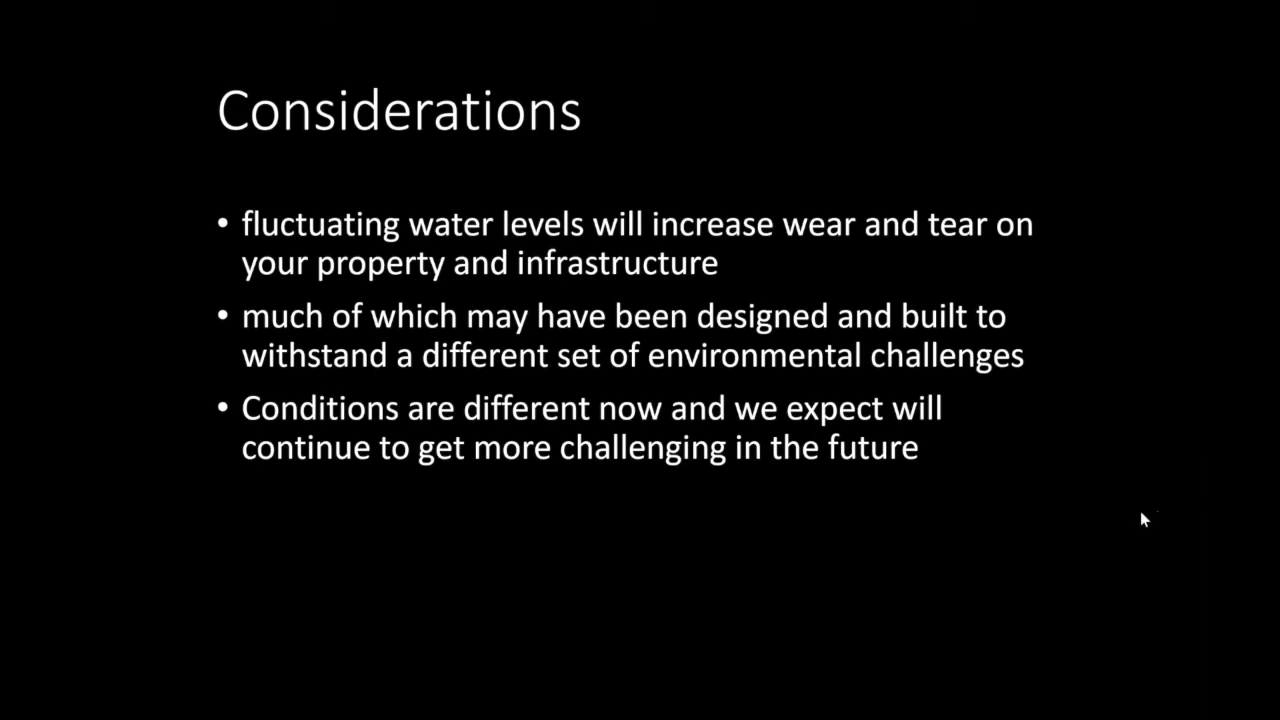 Considerations
• fluctuating water levels will increase wear and tear on
your property and infrastructure
• much of which may have been designed and built to
withstand a different set of environmental challenges
• Conditions are different now and we expect will
continue to get more challenging in the future